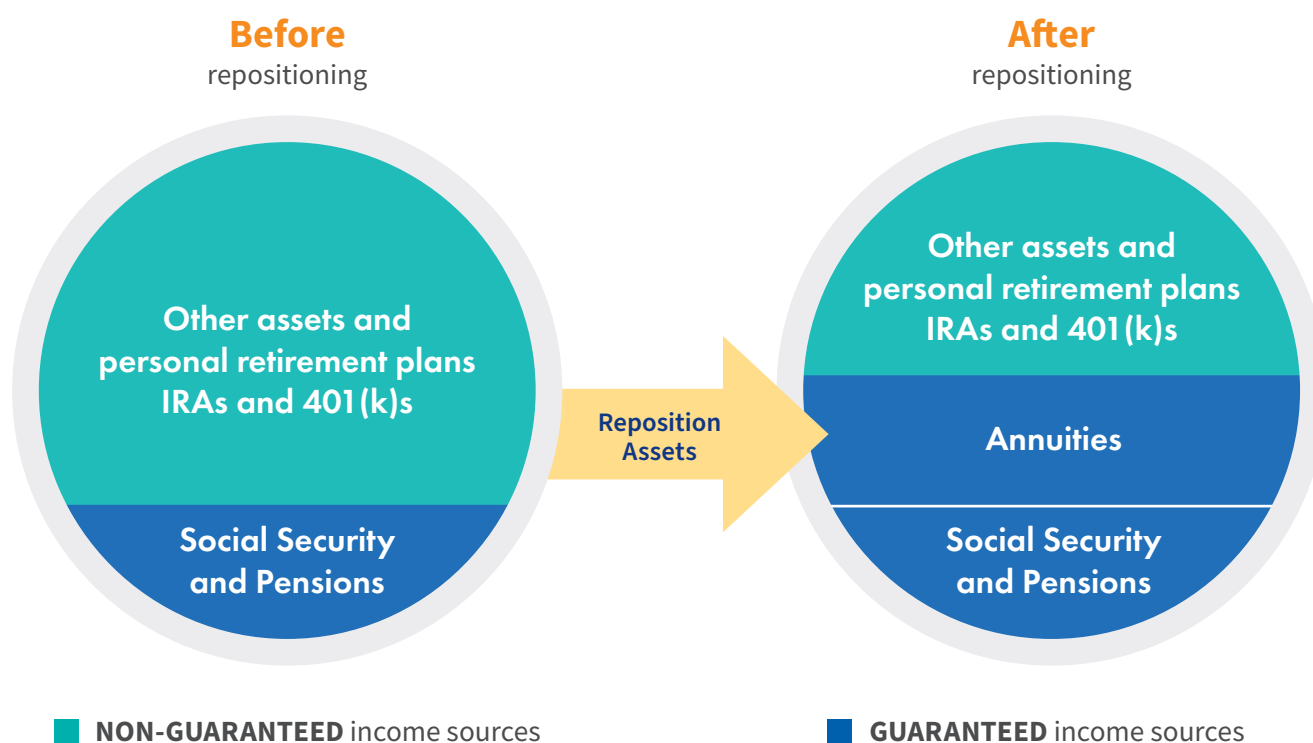 Before
repositioning
After
repositioning
Other assets and
personal retirement plans
IRAs and 401(k)s
Social Security
and Pensions
Reposition
Assets
Other assets and
personal retirement plans
IRAs and 401(k)s
Annuities
Social Security
and Pensions
NON-GUARANTEED income sources
GUARANTEED income sources